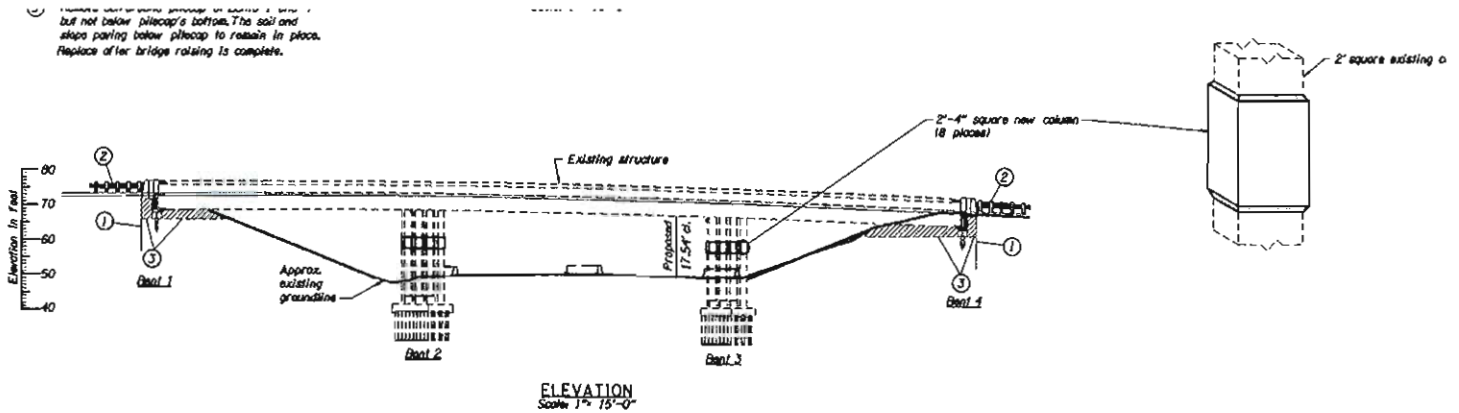 but not below pilecap's bottom. The soil and
slope paving below pilecap to remain in place.
Replace after bridge raising is complete.
2' square existing
2'-4" square new column
(8 places)
Existing structure
2
2
80
70
60
50
40
Elevation in Feet
1
1
3
3
Bent 1
Bent 4
Approx.
existing
groundline
Proposed
17.54' cl.
Bent 2
Bent 3
ELEVATION
Scale: 1"= 15'-0"